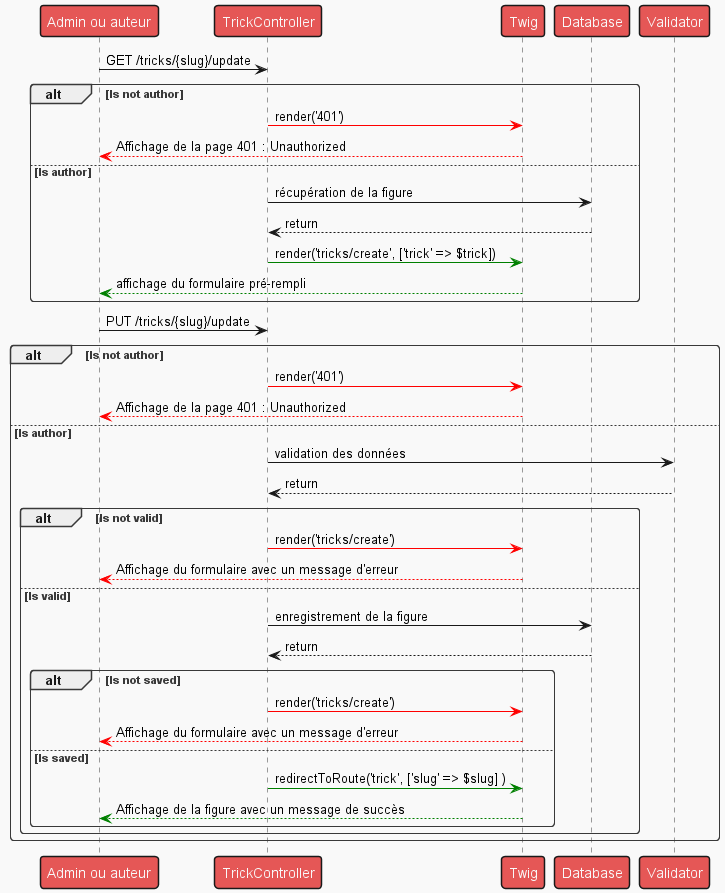 Admin ou auteur TrickController Twig Database Validator
GET /tricks/{slug}/update
alt [Is not author]
render('401')
Affichage de la page 401 : Unauthorized
[Is author]
récupération de la figure
return
render('tricks/create', ['trick' => $trick])
affichage du formulaire pré-rempli
PUT /tricks/{slug}/update
alt [Is not author]
render('401')
Affichage de la page 401 : Unauthorized
[Is author]
validation des données
return
alt [Is not valid]
render('tricks/create')
Affichage du formulaire avec un message d'erreur
[Is valid]
enregistrement de la figure
return
alt [Is not saved]
render('tricks/create')
Affichage du formulaire avec un message d'erreur
[Is saved]
redirectToRoute('trick', ['slug' => $slug] )
Affichage de la figure avec un message de succès
Admin ou auteur TrickController Twig Database Validator